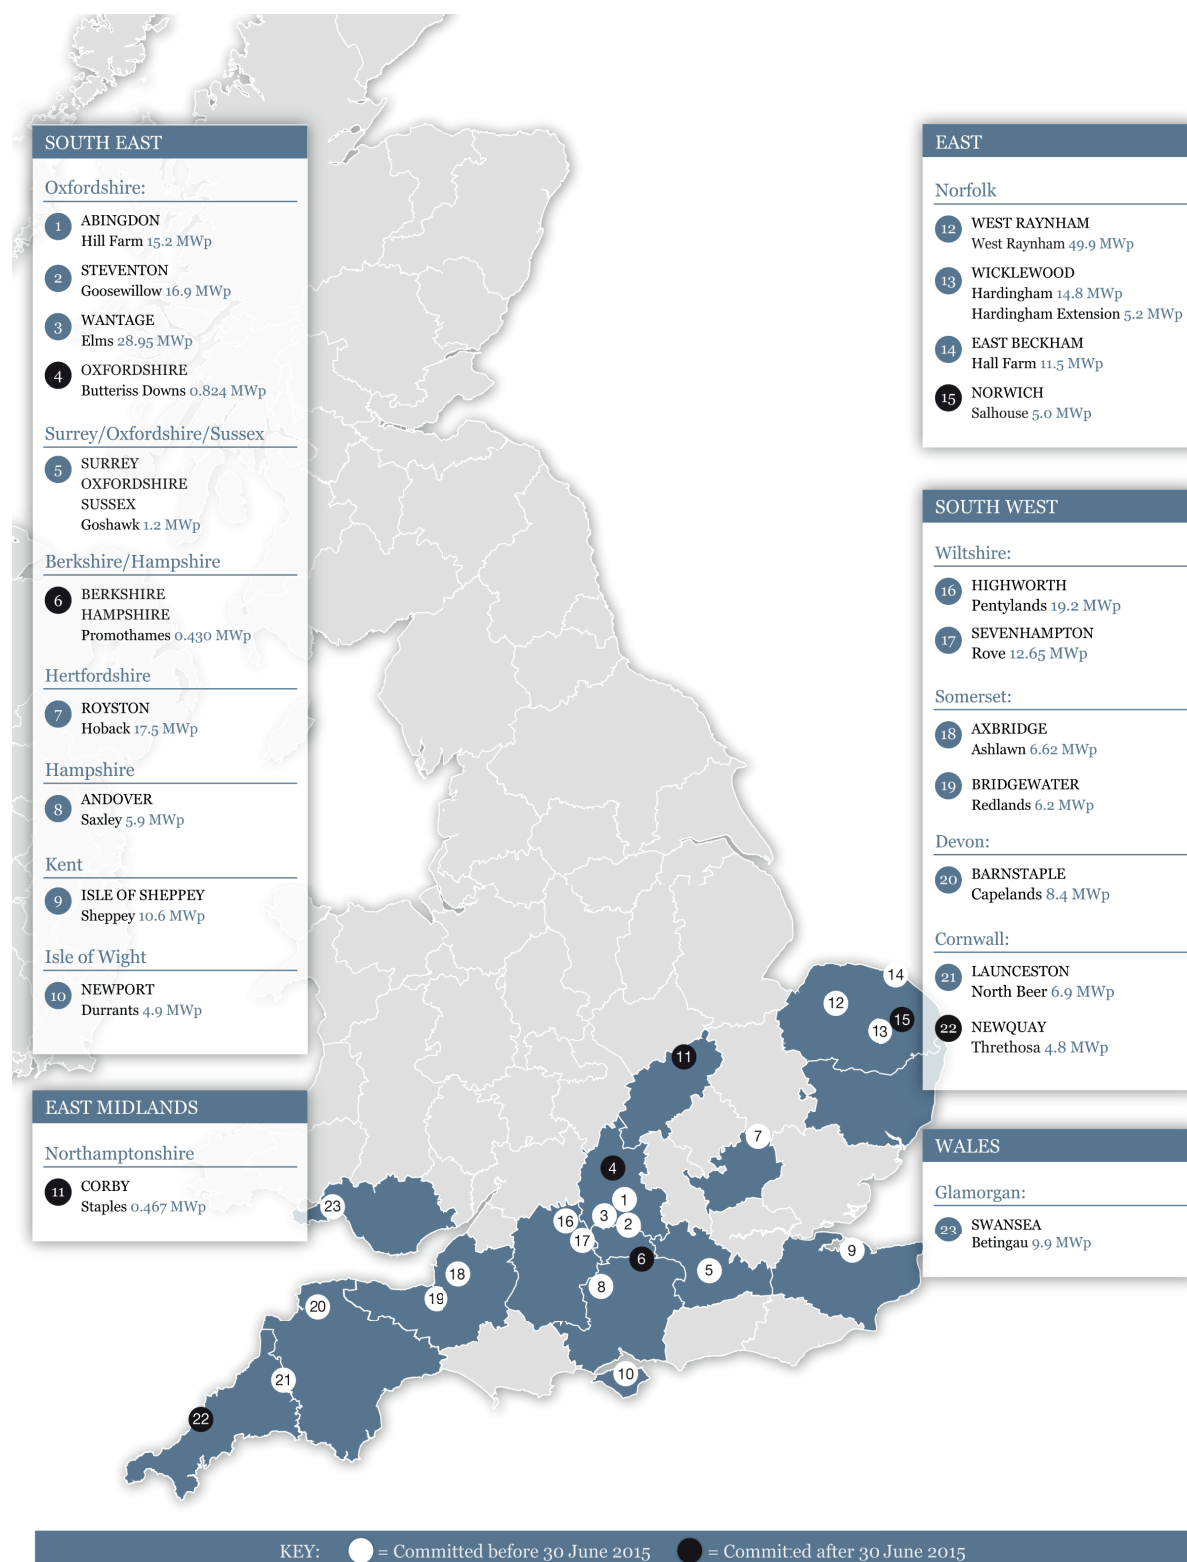 SOUTH EAST
Oxfordshire:
1 ABINGDON
Hill Farm 15.2 MWp
2 STEVENTON
Goosewillow 16.9 MWp
3 WANTAGE
Elms 28.95 MWp
4 OXFORDSHIRE
Butteriss Downs 0.824 MWp
Surrey/Oxfordshire/Sussex
5 SURREY
OXFORDSHIRE
SUSSEX
Goshawk 1.2 MWp
Berkshire/Hampshire
6 BERKSHIRE
HAMPSHIRE
Promothames 0.430 MWp
Hertfordshire
7 ROYSTON
Hoback 17.5 MWp
Hampshire
8 ANDOVER
Saxley 5.9 MWp
Kent
9 ISLE OF SHEPPEY
Sheppey 10.6 MWp
Isle of Wight
10 NEWPORT
Durrants 4.9 MWp
EAST MIDLANDS
Northamptonshire
11 CORBY
Staples 0.467 MWp
EAST
Norfolk
12 WEST RAYNHAM
West Raynham 49.9 MWp
13 WICKLEWOOD
Hardingham 14.8 MWp
Hardingham Extension 5.2 MWp
14 EAST BECKHAM
Hall Farm 11.5 MWp
15 NORWICH
Salhouse 5.0 MWp
SOUTH WEST
Wiltshire:
16 HIGHWORTH
Pentylands 19.2 MWp
17 SEVENHAMPTON
Rove 12.65 MWp
Somerset:
18 AXBRIDGE
Ashlawn 6.62 MWp
19 BRIDGEWATER
Redlands 6.2 MWp
Devon:
20 BARNSTAPLE
Capelands 8.4 MWp
Cornwall:
21 LAUNCESTON
North Beer 6.9 MWp
22 NEWQUAY
Threthosa 4.8 MWp
WALES
Glamorgan:
23 SWANSEA
Betingau 9.9 MWp
14
12
15
13
11
7
4
1
23
3
16
2
17
9
6
5
18
8
19
20
10
21
22
KEY: = Committed before 30 June 2015 = Committed after 30 June 2015